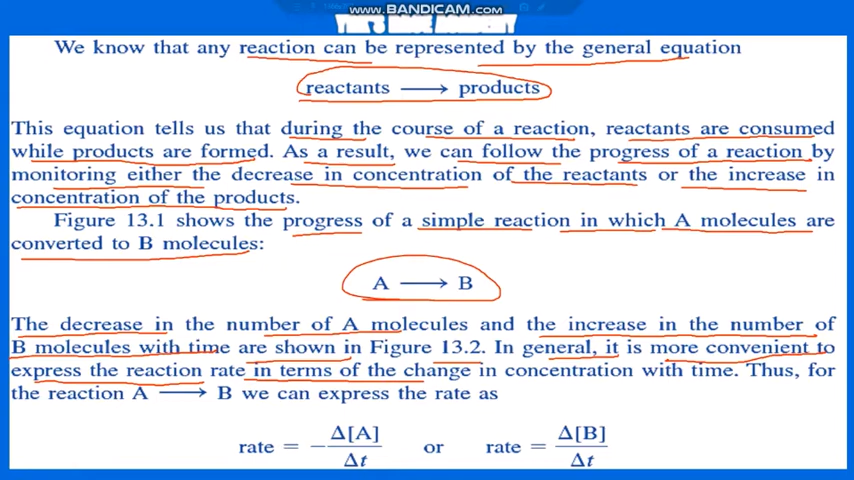 WWW.BANDICAM.COM
We know that any reaction can be represented by the general equation
reactants ⟶ products
This equation tells us that during the course of a reaction, reactants are consumed
while products are formed. As a result, we can follow the progress of a reaction by
monitoring either the decrease in concentration of the reactants or the increase in
concentration of the products.
Figure 13.1 shows the progress of a simple reaction in which A molecules are
converted to B molecules:
A ⟶ B
The decrease in the number of A molecules and the increase in the number of
B molecules with time are shown in Figure 13.2. In general, it is more convenient to
express the reaction rate in terms of the change in concentration with time. Thus, for
the reaction A ⟶ B we can express the rate as
rate = −Δ[A]/Δt or rate = Δ[B]/Δt